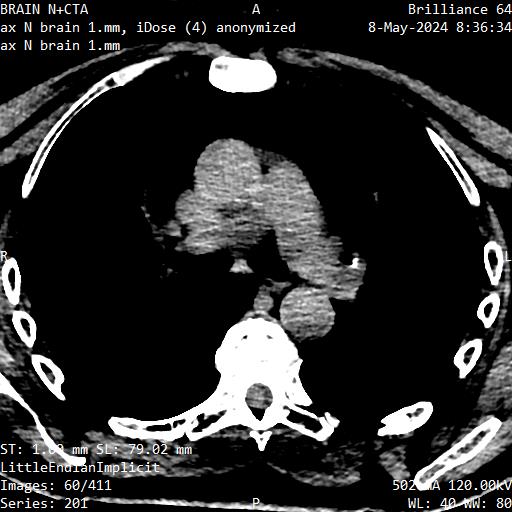 BRAIN N+CTA
A
Brilliance 64
ax N brain 1.mm, iDose (4) anonymized
8-May-2024 8:36:34
ax N brain 1.mm
R
L
ST: 1.00 mm SL: 79.02 mm
LittleEndianImplicit
Images: 60/411
502 mA 120.00kV
Series: 201
P
WL: 40 WW: 80